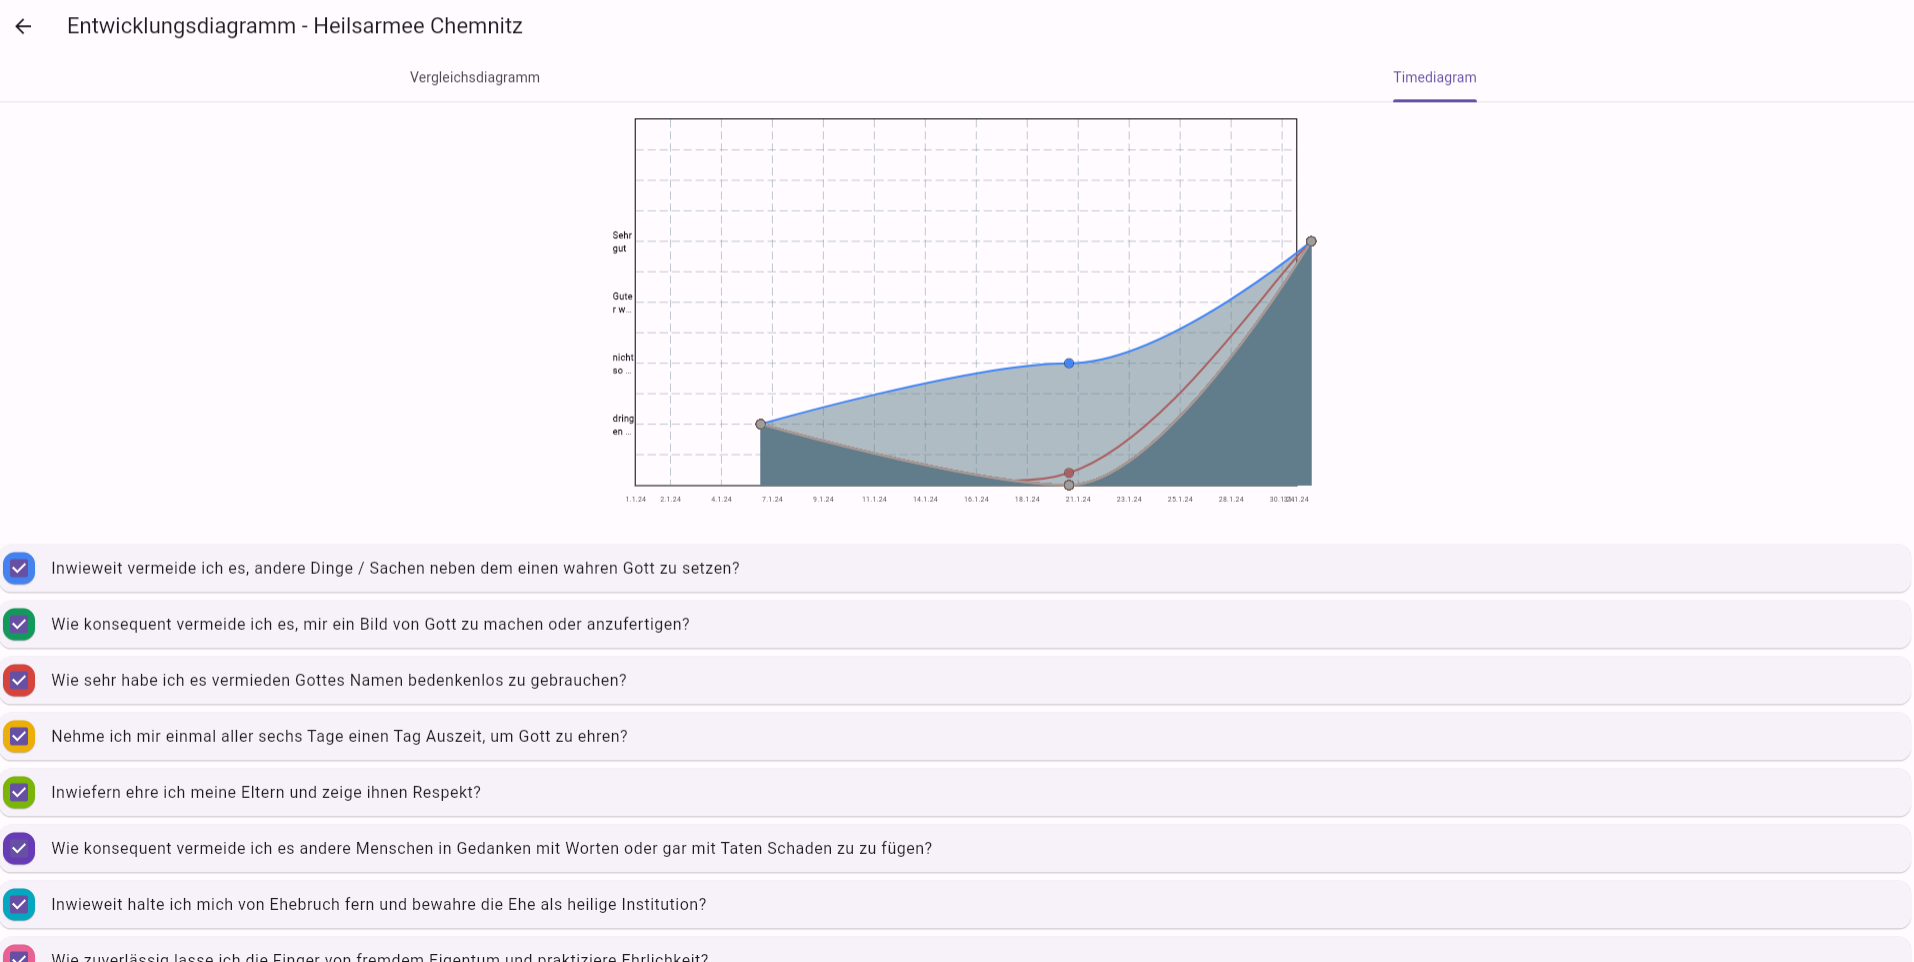 Entwicklungsdiagramm - Heilsarmee Chemnitz
Vergleichsdiagramm
Timediagram
Sehr
gut
Gute
r w...
nicht
so ...
dring
en ...
1.1.24 2.1.24 4.1.24 7.1.24 9.1.24 11.1.24 14.1.24 16.1.24 18.1.24 21.1.24 23.1.24 25.1.24 28.1.24
Inwieweit vermeide ich es, andere Dinge / Sachen neben dem einen wahren Gott zu setzen?
Wie konsequent vermeide ich es, mir ein Bild von Gott zu machen oder anzufertigen?
Wie sehr habe ich es vermieden Gottes Namen bedenkenlos zu gebrauchen?
Nehme ich mir einmal aller sechs Tage einen Tag Auszeit, um Gott zu ehren?
Inwiefern ehre ich meine Eltern und zeige ihnen Respekt?
Wie konsequent vermeide ich es andere Menschen in Gedanken mit Worten oder gar mit Taten Schaden zu zu fügen?
Inwieweit halte ich mich von Ehebruch fern und bewahre die Ehe als heilige Institution?
Wie zuverlässig lasse ich die Finger von fremdem Eigentum und praktiziere Ehrlichkeit?